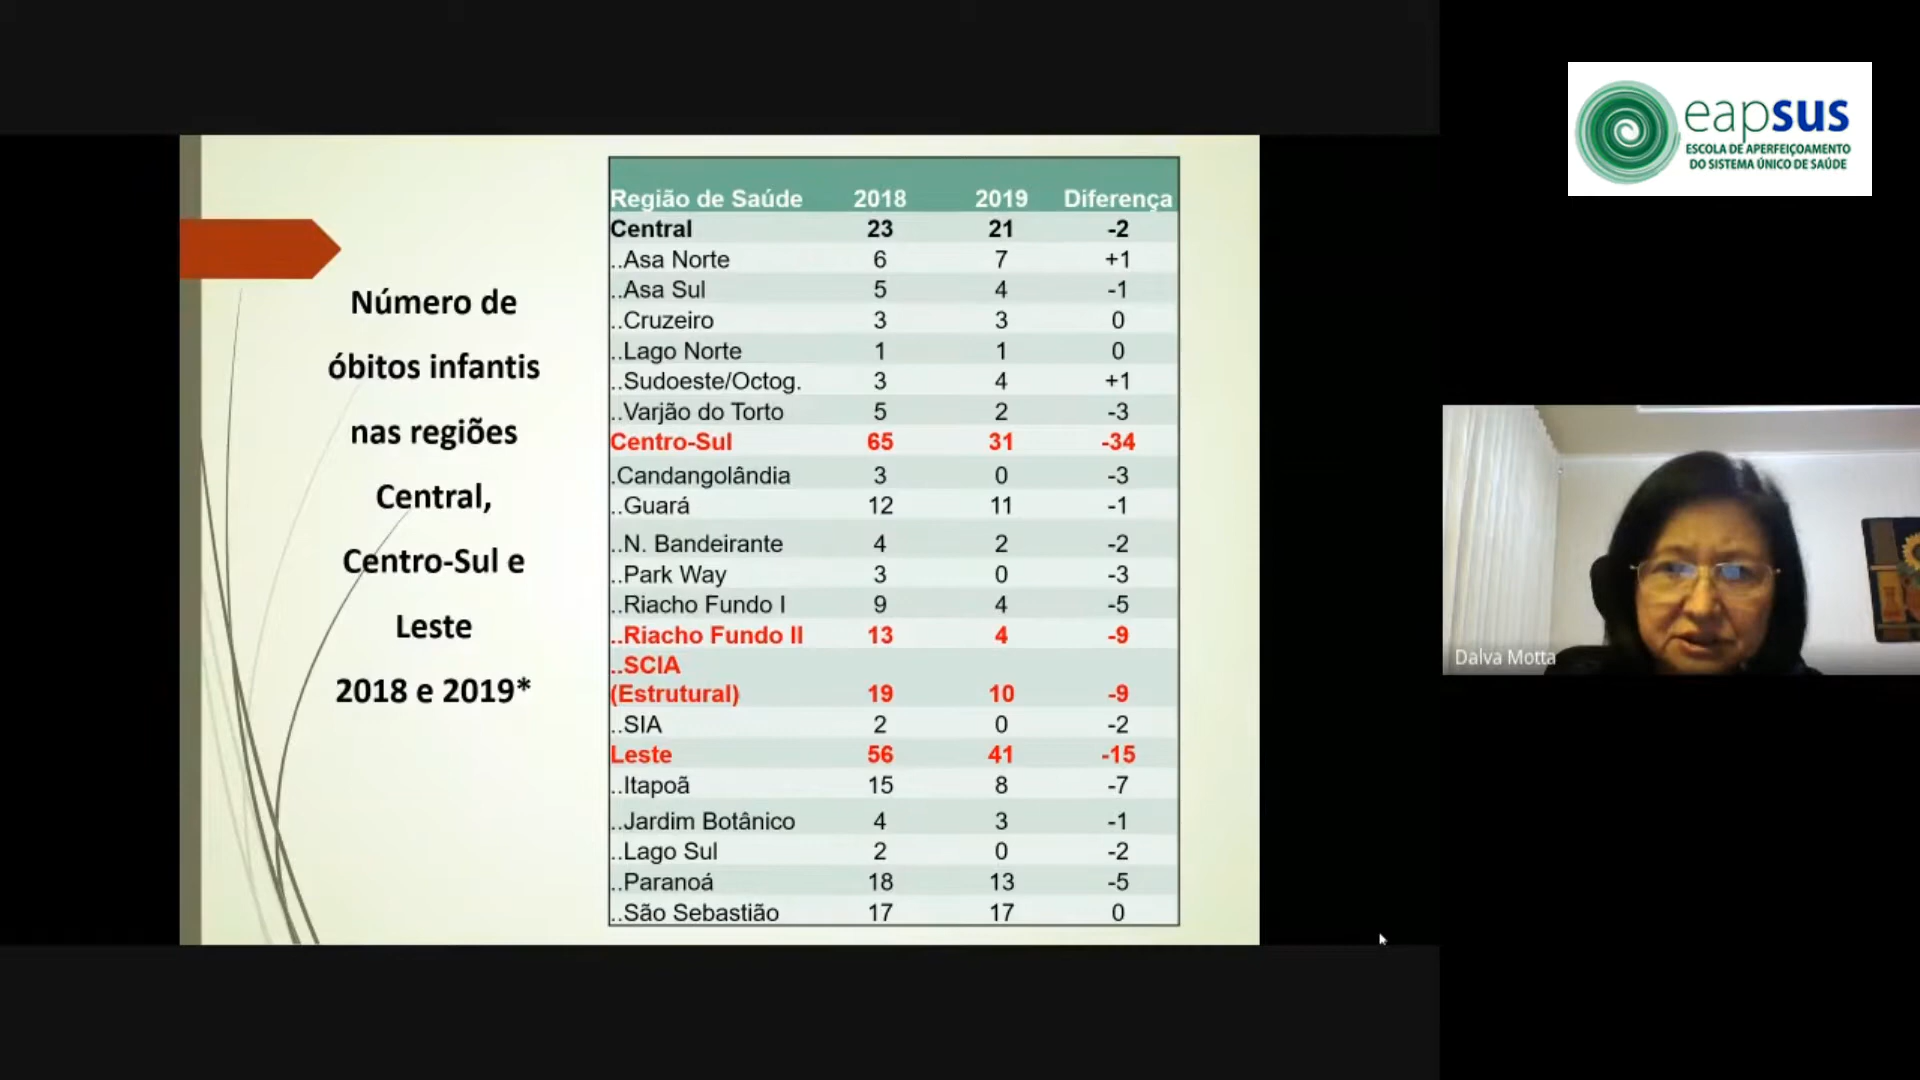 eapsus
ESCOLA DE APERFEIÇOAMENTO
DO SISTEMA ÚNICO DE SAÚDE
Número de
óbitos infantis
nas regiões
Central,
Centro-Sul e
Leste
2018 e 2019*
Região de Saúde 2018 2019 Diferença
Central 23 21 -2
..Asa Norte 6 7 +1
..Asa Sul 5 4 -1
..Cruzeiro 3 3 0
..Lago Norte 1 1 0
..Sudoeste/Octog. 3 4 +1
..Varjão do Torto 5 2 -3
Centro-Sul 65 31 -34
.Candangolândia 3 0 -3
..Guará 12 11 -1
..N. Bandeirante 4 2 -2
..Park Way 3 0 -3
..Riacho Fundo I 9 4 -5
..Riacho Fundo II 13 4 -9
..SCIA
(Estrutural) 19 10 -9
..SIA 2 0 -2
Leste 56 41 -15
..Itapoã 15 8 -7
..Jardim Botânico 4 3 -1
..Lago Sul 2 0 -2
..Paranoá 18 13 -5
..São Sebastião 17 17 0
Dalva Motta